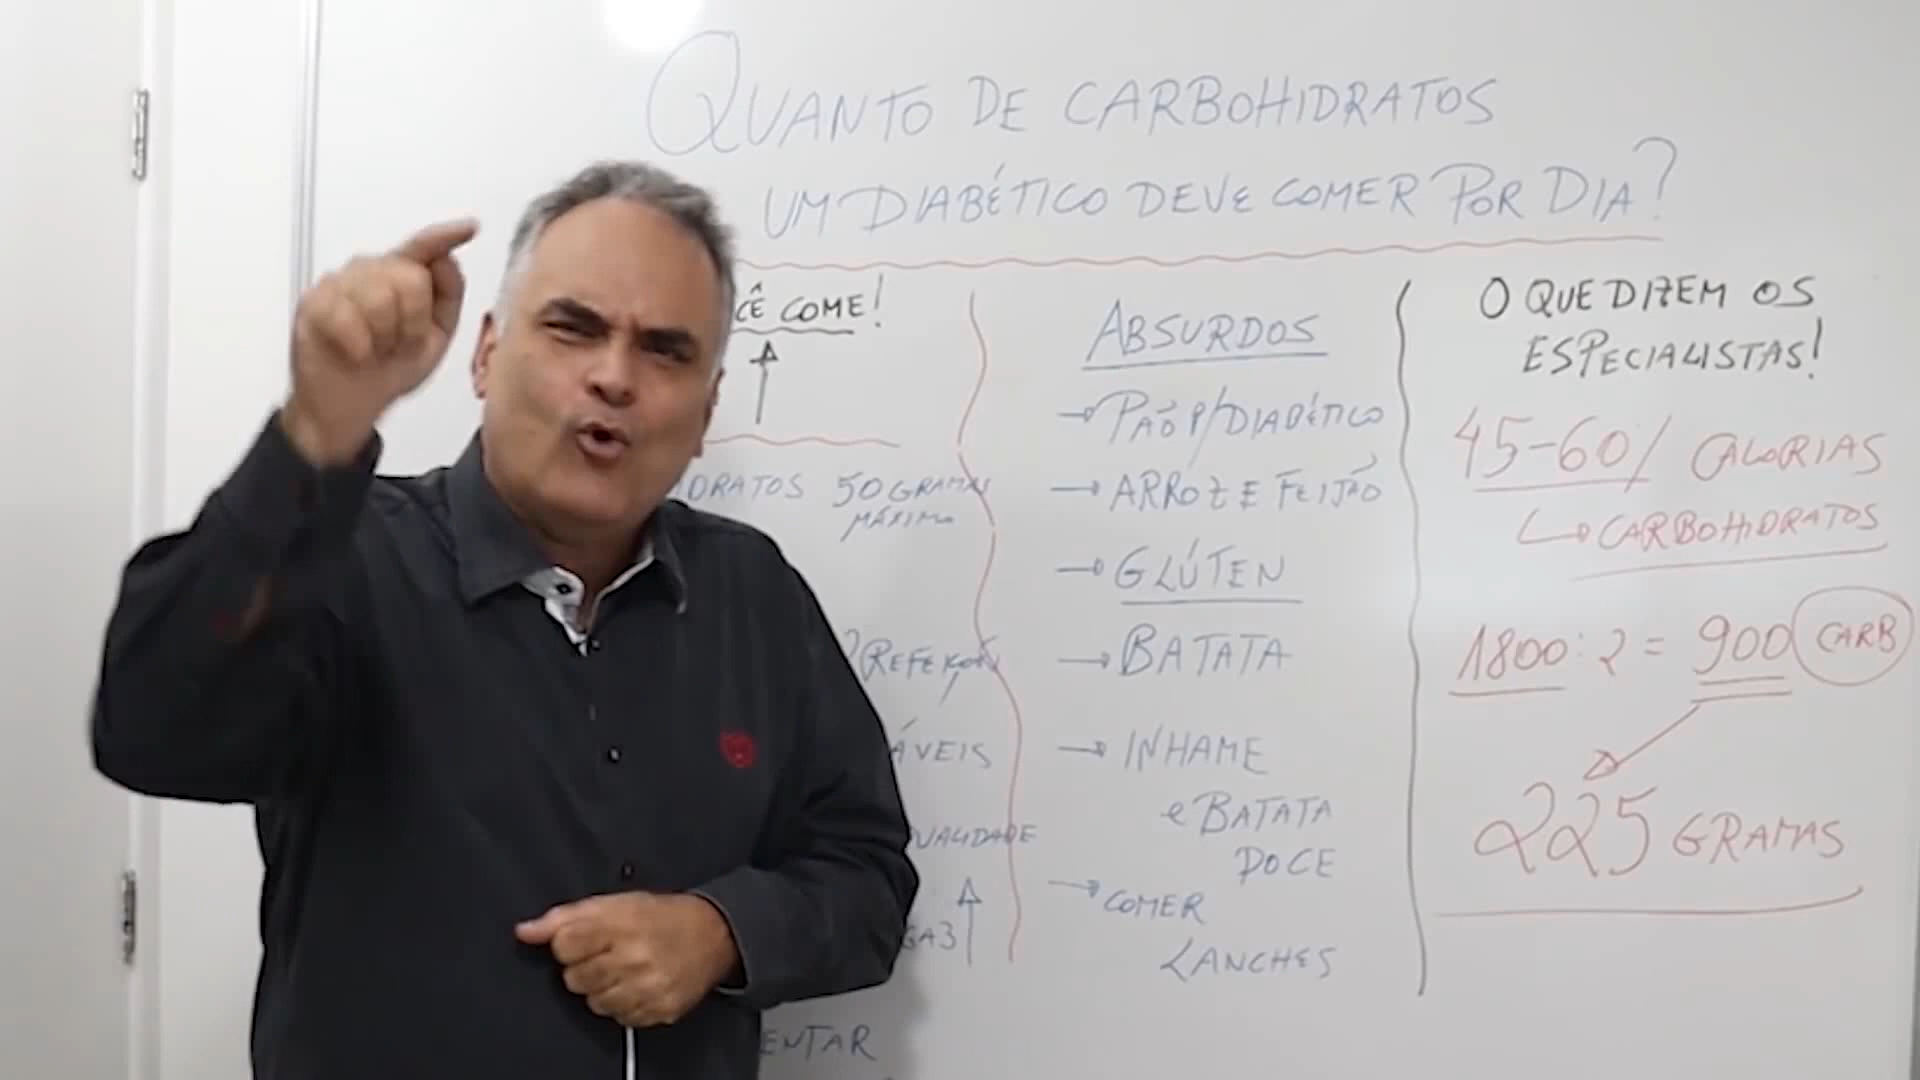 QUANTO DE CARBOHIDRATOS
UM DIABÉTICO DEVE COMER POR DIA?
CÊ COME!
DRATOS 50 GRAMAS
MÁXIMO
2 REFEIÇÕES
ÁVEIS
UALIDADE
GA3
ENTAR
ABSURDOS
PÃO P/DIABÉTICO
ARROZ E FEIJÃO
GLÚTEN
BATATA
INHAME
e BATATA
DOCE
COMER
LANCHES
O QUE DIZEM OS
ESPECIALISTAS!
45-60/ CALORIAS
CARBOHIDRATOS
1800:2 = 900 CARB
225 GRAMAS